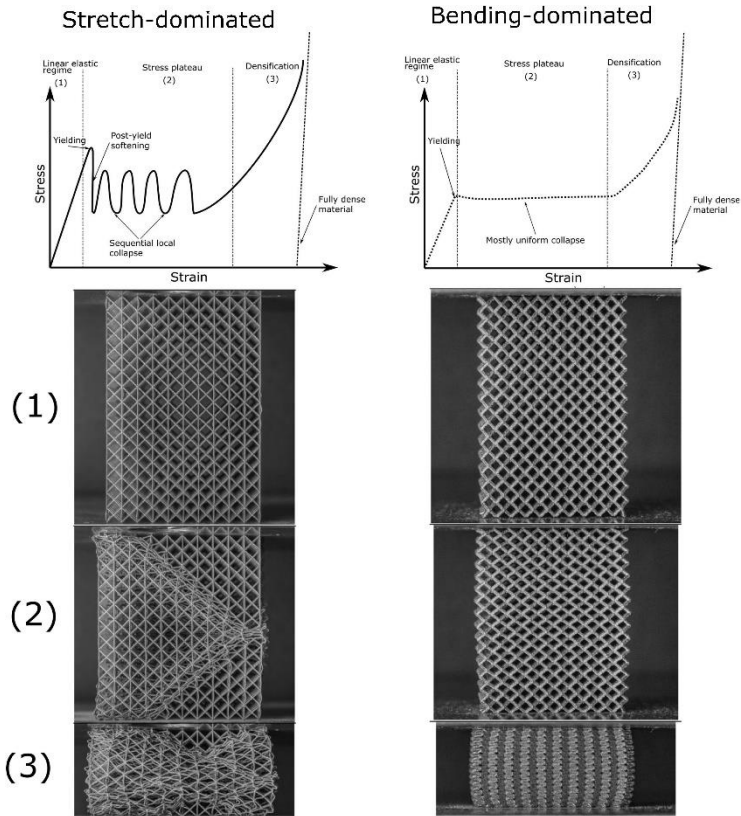 Stretch-dominated
Linear elastic
regime
(1)
Stress plateau
(2)
Densification
(3)
Yielding
Post-yield
softening
Sequential local
collapse
Fully dense
material
Stress
Strain
Bending-dominated
Linear elastic
regime
(1)
Stress plateau
(2)
Densification
(3)
Yielding
Mostly uniform collapse
Fully dense
material
Stress
Strain
(1)
(2)
(3)